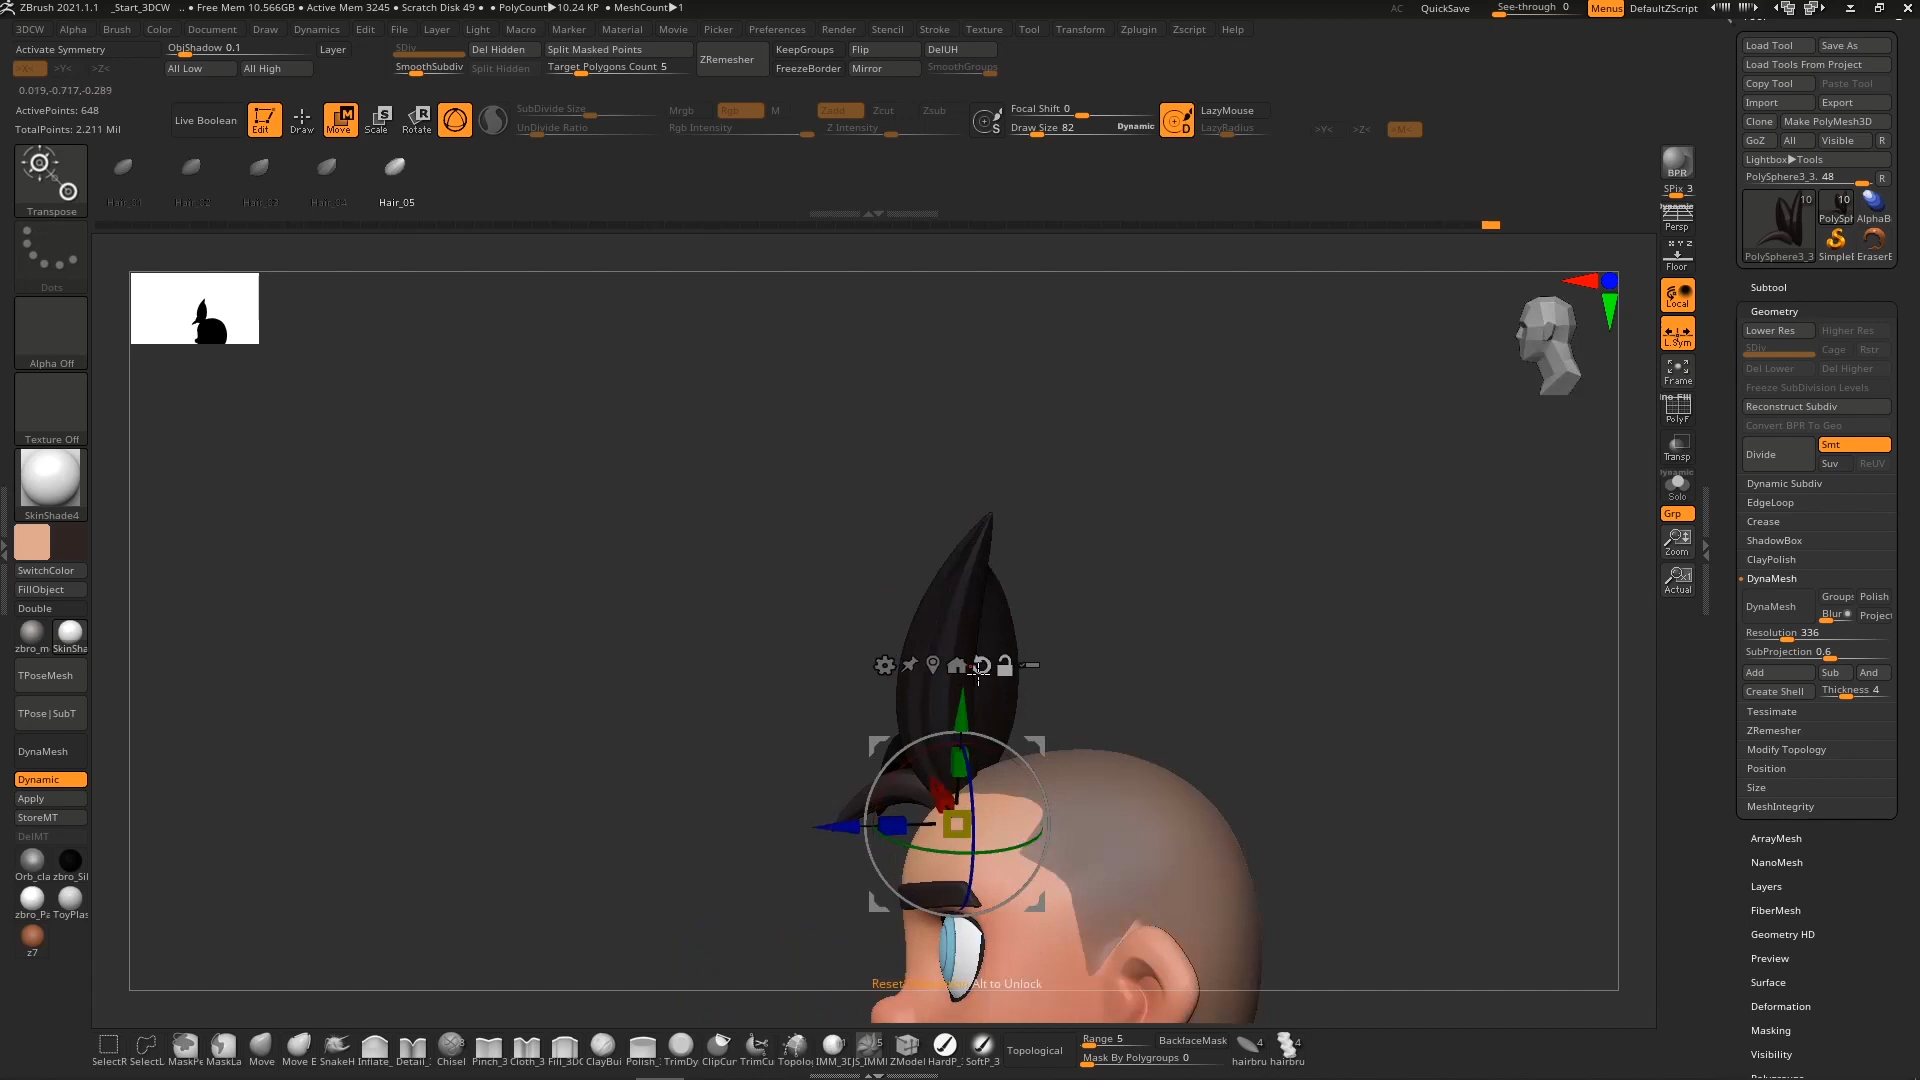 ZBrush 2021.1.1 _Start_3DCW .. ● Free Mem 10.566GB ● Active Mem 3245 ● Scratch Disk 49 ● ● PolyCount▶10.24 KP ● MeshCount▶1
AC QuickSave See-through 0 Menus DefaultZScript
3DCW Alpha Brush Color Document Draw Dynamics Edit File Layer Light Macro Marker Material Movie Picker Preferences Render Stencil Stroke Texture Tool Transform Zplugin Zscript Help
Activate Symmetry ObjShadow 0.1 Layer SDiv Del Hidden Split Masked Points ZRemesher KeepGroups Flip DelUH
>X< >Y< >Z< All Low All High SmoothSubdiv Split Hidden Target Polygons Count 5 FreezeBorder Mirror SmoothGroups
0.019,-0.717,-0.289
ActivePoints: 648
TotalPoints: 2.211 Mil
Live Boolean Edit Draw Move Scale Rotate
SubDivide Size Mrgb Rgb M Zadd Zcut Zsub Focal Shift 0 LazyMouse
UnDivide Ratio Rgb Intensity Z Intensity Draw Size 82 Dynamic LazyRadius >Y< >Z< >M<
Hair_01 Hair_02 Hair_03 Hair_04 Hair_05
Transpose
Dots
Alpha Off
Texture Off
SkinShade4
SwitchColor
FillObject
Double
zbro_m SkinSha
TPoseMesh
TPose|SubT
DynaMesh
Dynamic
Apply
StoreMT
DelMT
Orb_cla zbro_Sil
zbro_Pa ToyPlas
z7
Alt to Unlock
BPR
SPix 3
Dynamic
Persp
X Y Z
Floor
Local
L.Sym
Frame
PolyF
Transp
Dynamic
Solo
Grp
Zoom
Actual
Load Tool Save As
Load Tools From Project
Copy Tool Paste Tool
Import Export
Clone Make PolyMesh3D
GoZ All Visible R
Lightbox▶Tools
PolySphere3_3. 48 R
10 10
PolySph AlphaB
PolySphere3_3 SimpleE EraserE
Subtool
Geometry
Lower Res Higher Res
SDiv Cage Rstr
Del Lower Del Higher
Freeze SubDivision Levels
Reconstruct Subdiv
Convert BPR To Geo
Divide Smt
Suv ReUV
Dynamic Subdiv
EdgeLoop
Crease
ShadowBox
ClayPolish
DynaMesh
DynaMesh Groups Polish
Blur Project
Resolution 336
SubProjection 0.6
Add Sub And
Create Shell Thickness 4
Tessimate
ZRemesher
Modify Topology
Position
Size
MeshIntegrity
ArrayMesh
NanoMesh
Layers
FiberMesh
Geometry HD
Preview
Surface
Deformation
Masking
Visibility
SelectR SelectL MaskPe MaskLa Move Move E SnakeH Inflate_ Detail_ Chisel Pinch_3 Cloth_3 Fill_3DC ClayBui Polish_ TrimDy ClipCur TrimCu Topolo IMM_3D JS_IMMI ZModel HardP_ SoftP_3 Topological Range 5 BackfaceMask hairbru hairbru
Mask By Polygroups 0